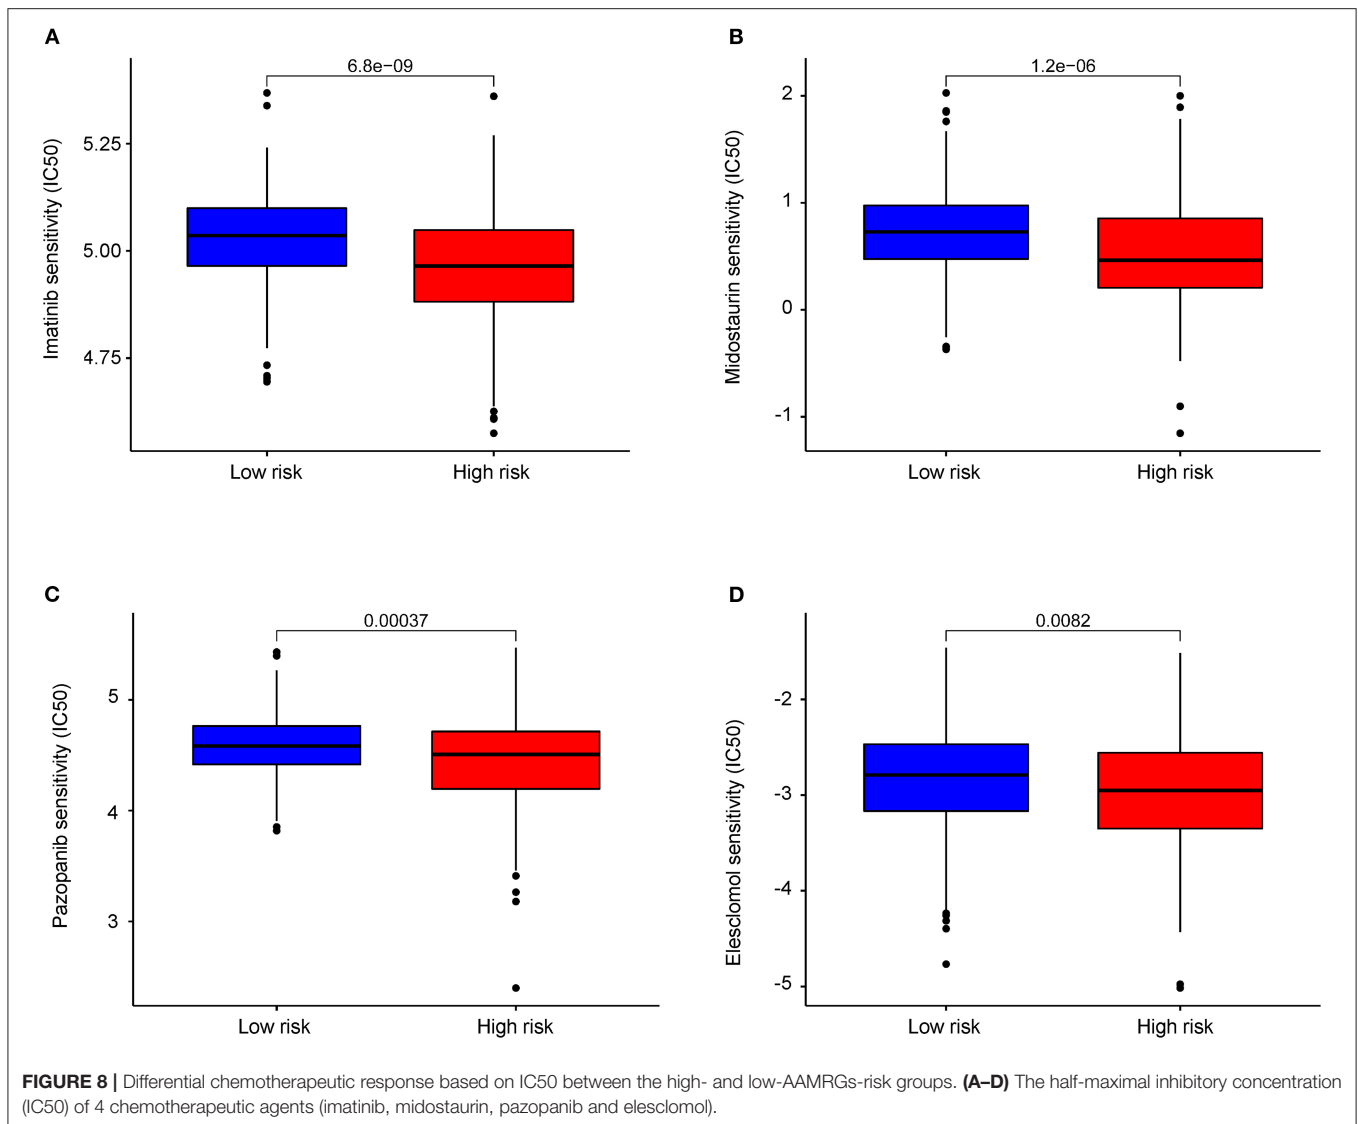 A
6.8e−09
Imatinib sensitivity (IC50)
5.25
5.00
4.75
Low risk
High risk
B
1.2e−06
Midostaurin sensitivity (IC50)
2
1
0
-1
Low risk
High risk
C
0.00037
Pazopanib sensitivity (IC50)
5
4
3
Low risk
High risk
D
0.0082
Elesclomol sensitivity (IC50)
-2
-3
-4
-5
Low risk
High risk
FIGURE 8 | Differential chemotherapeutic response based on IC50 between the high- and low-AAMRGs-risk groups. (A–D) The half-maximal inhibitory concentration
(IC50) of 4 chemotherapeutic agents (imatinib, midostaurin, pazopanib and elesclomol).